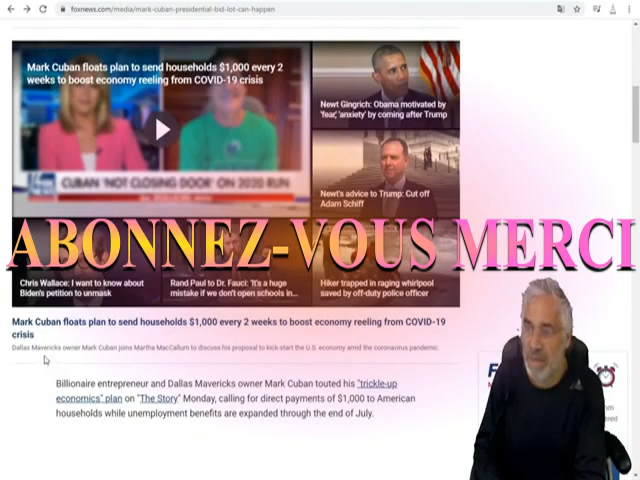 foxnews.com/media/mark-cuban-presidential-bid-lot-can-happen
Mark Cuban floats plan to send households $1,000 every 2
weeks to boost economy reeling from COVID-19
crisis
CUBAN 'NOT CLOSING DOOR' ON 2020 RUN
Newt Gingrich: Obama motivated by
'fear,' 'anxiety' by coming after Trump
Newt's advice to Trump: Cut off
Adam Schiff
ABONNEZ-VOUS MERCI
Chris Wallace: I want to know about
Biden's petition to unmask
Rand Paul to Dr. Fauci: 'It's a huge
mistake if we don't open schools in...
Hiker trapped in raging whirlpool
saved by off-duty police officer
Mark Cuban floats plan to send households $1,000 every 2 weeks to boost economy reeling from COVID-19
crisis
Dallas Mavericks owner Mark Cuban joins Martha MacCallum to discuss his proposal to kick-start the U.S. economy amid the coronavirus pandemic.
Billionaire entrepreneur and Dallas Mavericks owner Mark Cuban touted his "trickle-up
economics" plan on "The Story" Monday, calling for direct payments of $1,000 to American
households while unemployment benefits are expanded through the end of July.